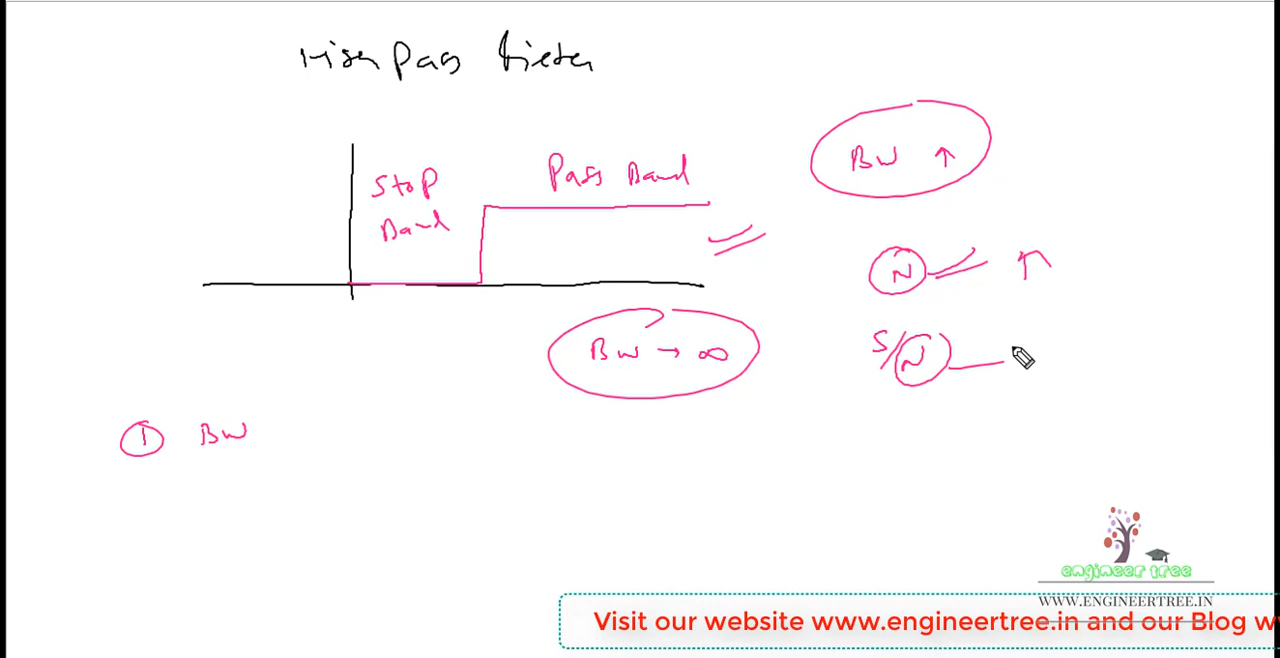 High Pass Filter
Stop
Band
Pass Band
BW ↑
N ↑
BW → ∞
S/N
① BW
engineer tree
WWW.ENGINEERTREE.IN
Visit our website www.engineertree.in and our Blog w